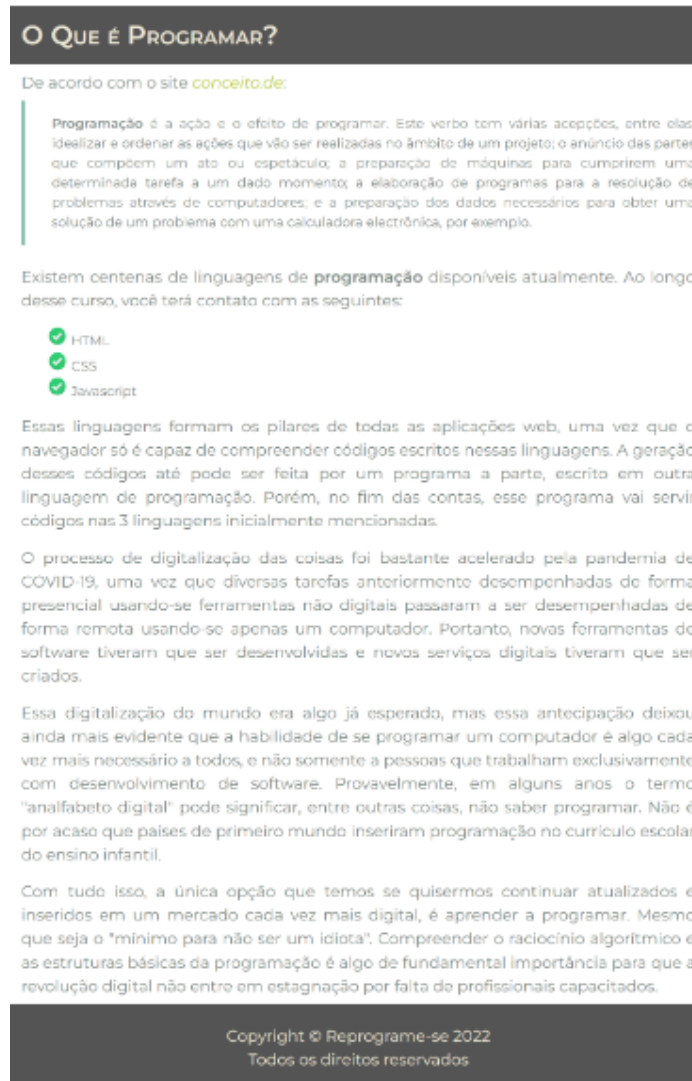 O QUE É PROGRAMAR?
De acordo com o site conceito.de:
Programação é a ação e o efeito de programar. Este verbo tem várias acepções, entre elas
idealizar e ordenar as ações que vão ser realizadas no âmbito de um projeto; o anúncio das partes
que compõem um ato ou espetáculo; a preparação de máquinas para cumprirem uma
determinada tarefa a um dado momento; a elaboração de programas para a resolução de
problemas através de computadores; e a preparação dos dados necessários para obter uma
solução de um problema com uma calculadora electrônica, por exemplo.
Existem centenas de linguagens de programação disponíveis atualmente. Ao longo
desse curso, você terá contato com as seguintes:
HTML
CSS
Javascript
Essas linguagens formam os pilares de todas as aplicações web, uma vez que o
navegador só é capaz de compreender códigos escritos nessas linguagens. A geração
desses códigos até pode ser feita por um programa a parte, escrito em outra
linguagem de programação. Porém, no fim das contas, esse programa vai servir
códigos nas 3 linguagens inicialmente mencionadas.
O processo de digitalização das coisas foi bastante acelerado pela pandemia de
COVID-19, uma vez que diversas tarefas anteriormente desempenhadas de forma
presencial usando-se ferramentas não digitais passaram a ser desempenhadas de
forma remota usando-se apenas um computador. Portanto, novas ferramentas de
software tiveram que ser desenvolvidas e novos serviços digitais tiveram que ser
criados.
Essa digitalização do mundo era algo já esperado, mas essa antecipação deixou
ainda mais evidente que a habilidade de se programar um computador é algo cada
vez mais necessário a todos, e não somente a pessoas que trabalham exclusivamente
com desenvolvimento de software. Provavelmente, em alguns anos o termo
"analfabeto digital" pode significar, entre outras coisas, não saber programar. Não é
por acaso que países de primeiro mundo inseriram programação no currículo escolar
do ensino infantil.
Com tudo isso, a única opção que temos se quisermos continuar atualizados e
inseridos em um mercado cada vez mais digital, é aprender a programar. Mesmo
que seja o "mínimo para não ser um idiota". Compreender o raciocínio algorítmico e
as estruturas básicas da programação é algo de fundamental importância para que a
revolução digital não entre em estagnação por falta de profissionais capacitados.
Copyright © Reprograme-se 2022
Todos os direitos reservados